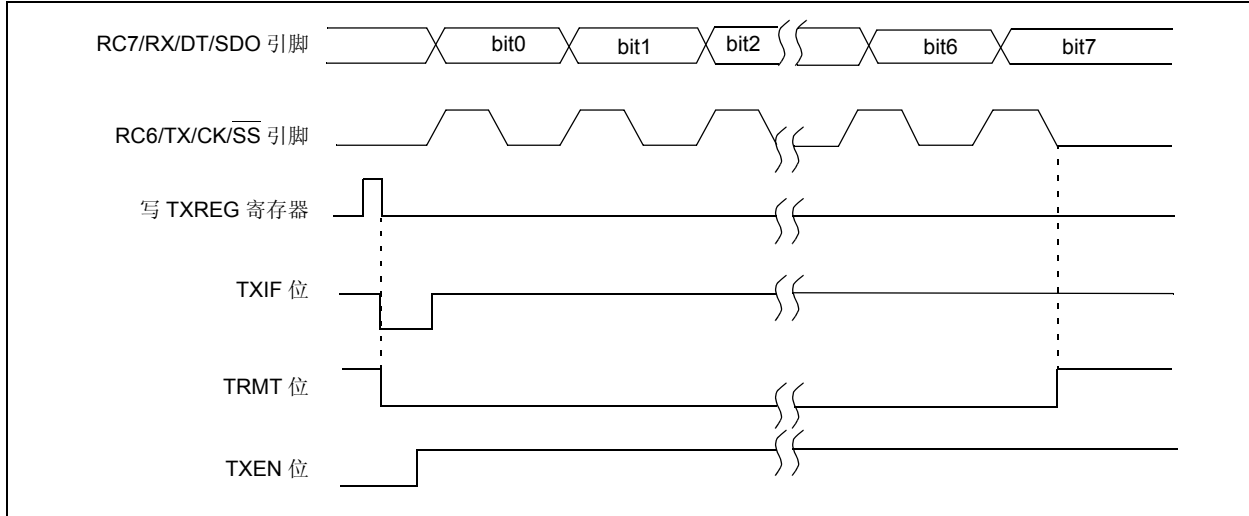 RC7/RX/DT/SDO 引脚
bit0 bit1 bit2 bit6 bit7
RC6/TX/CK/S̅S̅ 引脚
写 TXREG 寄存器
TXIF 位
TRMT 位
TXEN 位